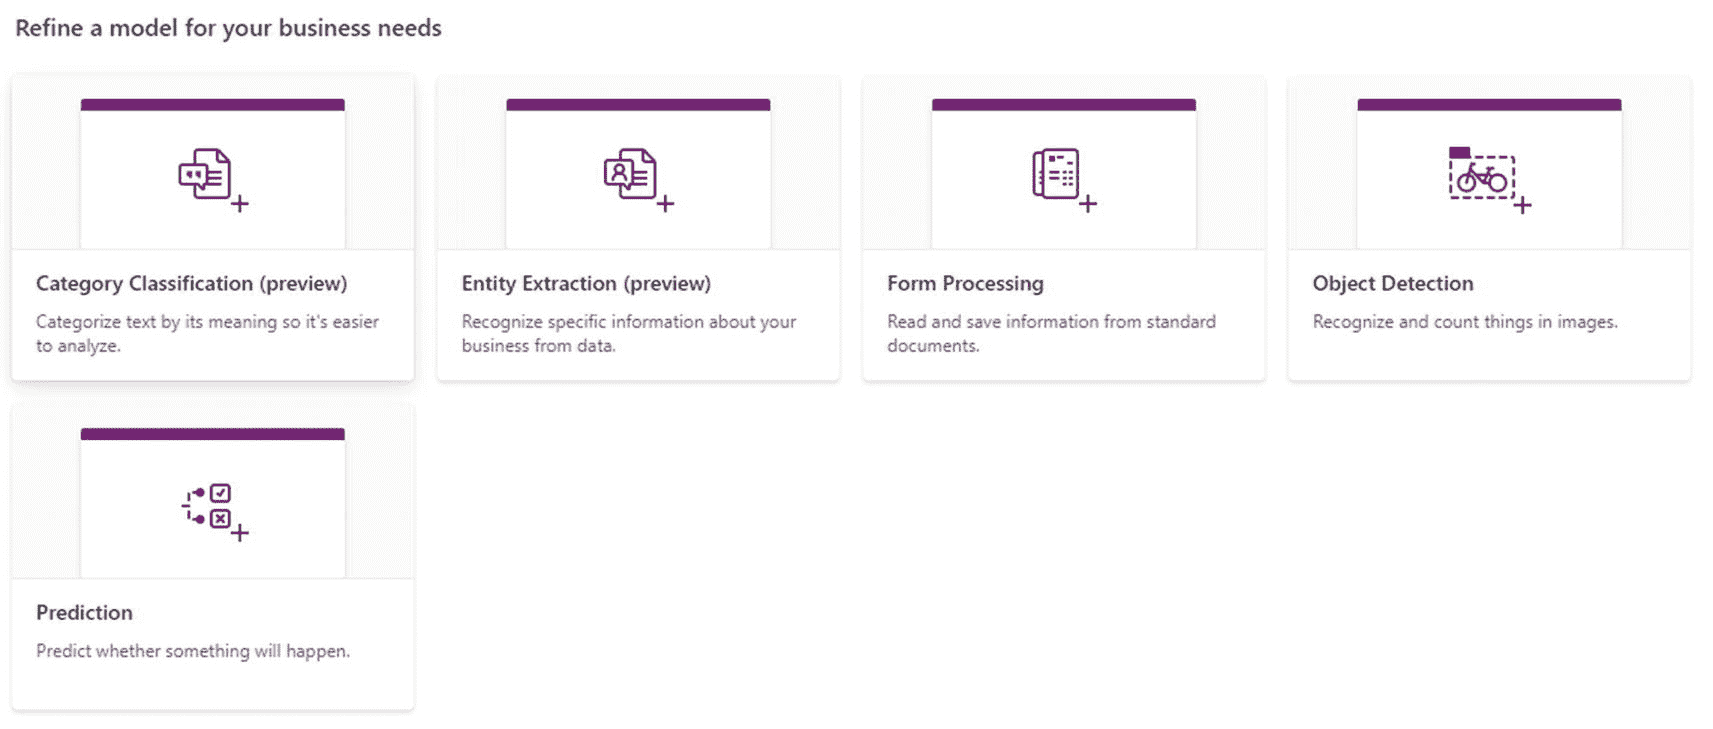 Refine a model for your business needs
Category Classification (preview)
Categorize text by its meaning so it's easier
to analyze.
Entity Extraction (preview)
Recognize specific information about your
business from data.
Form Processing
Read and save information from standard
documents.
Object Detection
Recognize and count things in images.
Prediction
Predict whether something will happen.